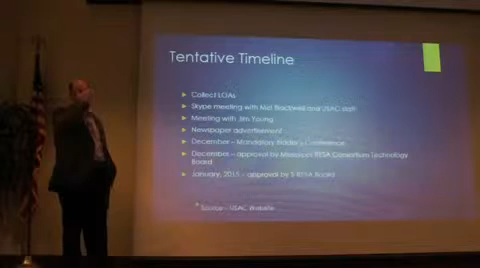 Tentative Timeline
Collect LOAs
Skype meeting with Mel Blackwell and USAC staff
Meeting with Jim Young
Newspaper advertisement
December – Mandatory Bidder's Conference
December – approval by Mississippi RESA Consortium Technology
Board
January, 2015 – approval by S-RESA Board
* Source – USAC Website